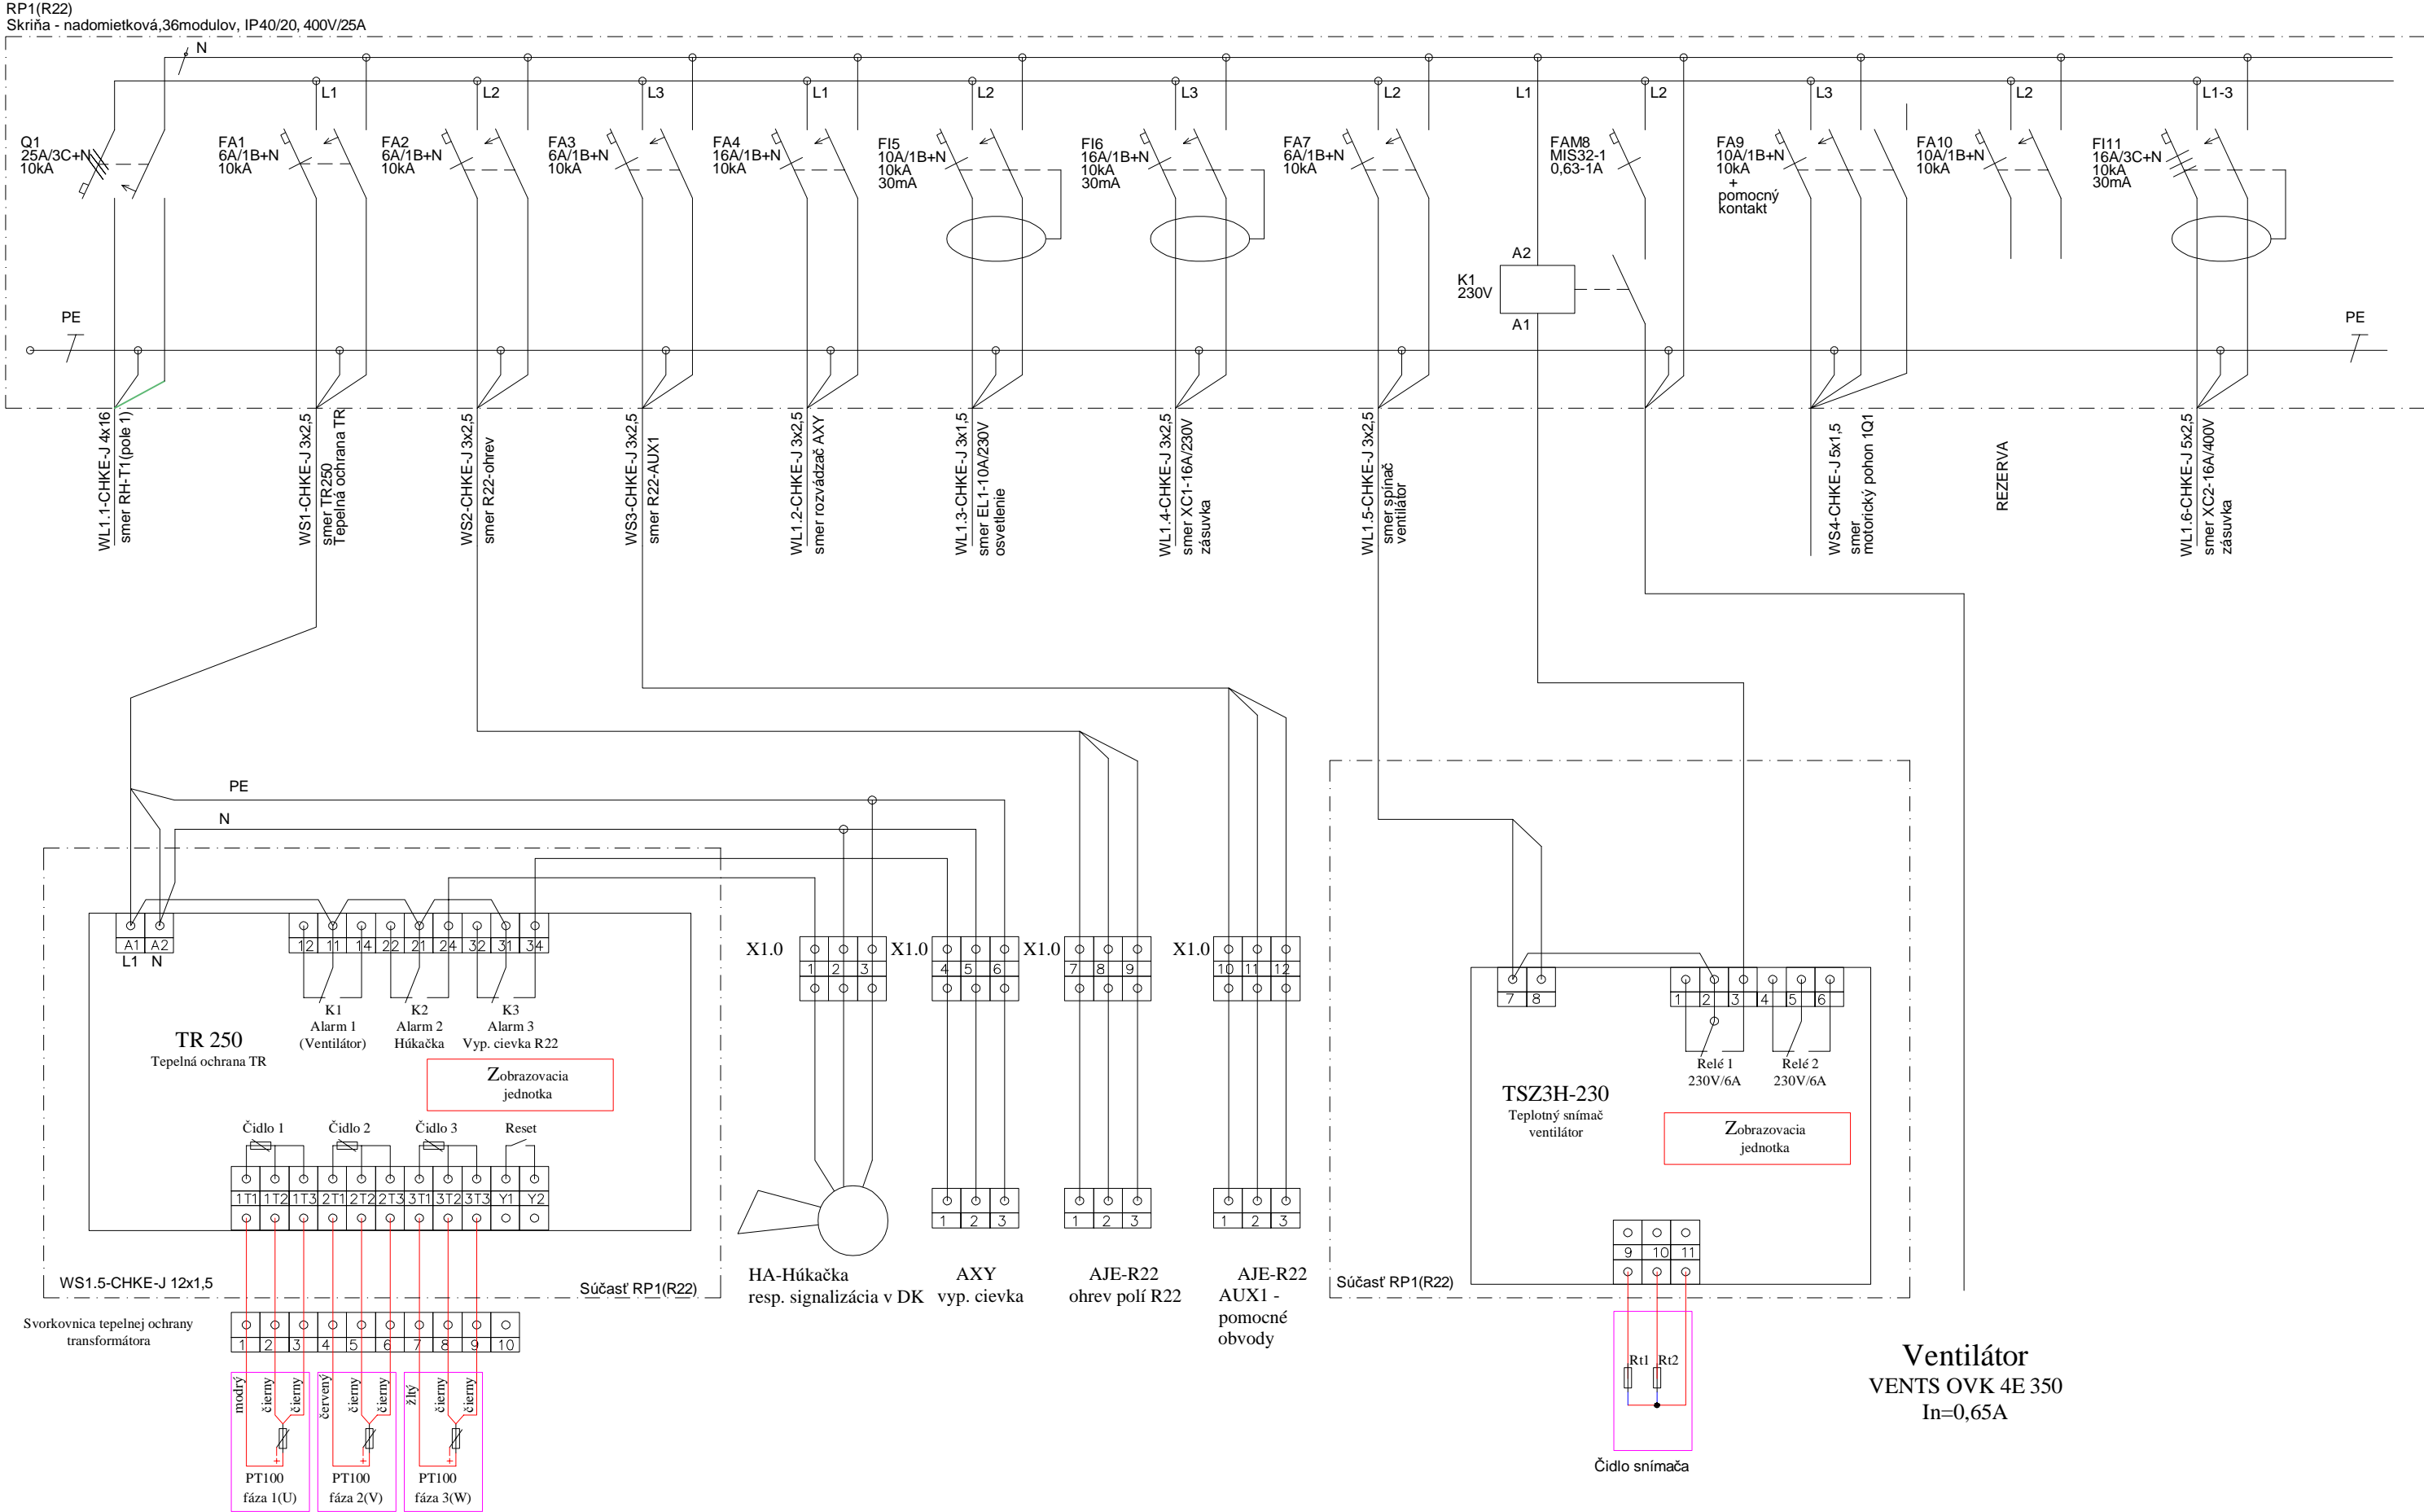 RP1(R22)
Skriňa - nadomietková,36modulov, IP40/20, 400V/25A
N
L1
L2
L3
L1
L2
L3
L2
L1
L2
L3
L2
L1-3
Q1
25A/3C+N
10kA
FA1
6A/1B+N
10kA
FA2
6A/1B+N
10kA
FA3
6A/1B+N
10kA
FA4
16A/1B+N
10kA
FI5
10A/1B+N
10kA
30mA
FI6
16A/1B+N
10kA
30mA
FA7
6A/1B+N
10kA
FAM8
MIS32-1
0,63-1A
FA9
10A/1B+N
10kA
+
pomocný
kontakt
FA10
10A/1B+N
10kA
FI11
16A/3C+N
10kA
30mA
A2
K1
230V
A1
PE
PE
WL1.1-CHKE-J 4x16
smer RH-T1(pole 1)
WS1-CHKE-J 3x2,5
smer TR250
Tepelná ochrana TR
WS2-CHKE-J 3x2,5
smer R22-ohrev
WS3-CHKE-J 3x2,5
smer R22-AUX1
WL1.2-CHKE-J 3x2,5
smer rozvádzač AXY
WL1.3-CHKE-J 3x1,5
smer EL1-10A/230V
osvetlenie
WL1.4-CHKE-J 3x2,5
smer XC1-16A/230V
zásuvka
WL1.5-CHKE-J 3x2,5
smer spínač
ventilátor
WS4-CHKE-J 5x1,5
smer
motorický pohon 1Q1
REZERVA
WL1.6-CHKE-J 5x2,5
smer XC2-16A/400V
zásuvka
PE
N
A1 A2
L1 N
12 11 14 22 21 24 32 31 34
K1
Alarm 1
(Ventilátor)
K2
Alarm 2
Húkačka
K3
Alarm 3
Vyp. cievka R22
TR 250
Tepelná ochrana TR
Zobrazovacia
jednotka
Čidlo 1
Čidlo 2
Čidlo 3
Reset
1T1 1T2 1T3 2T1 2T2 2T3 3T1 3T2 3T3 Y1 Y2
WS1.5-CHKE-J 12x1,5
Súčasť RP1(R22)
X1.0
1 2 3
X1.0
4 5 6
X1.0
7 8 9
X1.0
10 11 12
1 2 3
1 2 3
1 2 3
HA-Húkačka
resp. signalizácia v DK
AXY
vyp. cievka
AJE-R22
ohrev polí R22
AJE-R22
AUX1 -
pomocné
obvody
7 8
1 2 3 4 5 6
Relé 1
230V/6A
Relé 2
230V/6A
TSZ3H-230
Teplotný snímač
ventilátor
Zobrazovacia
jednotka
9 10 11
Súčasť RP1(R22)
Rt1 Rt2
Čidlo snímača
Ventilátor
VENTS OVK 4E 350
In=0,65A
Svorkovnica tepelnej ochrany
transformátora
1 2 3 4 5 6 7 8 9 10
modrý
čierny
čierny
červený
čierny
čierny
žltý
čierny
čierny
+
+
+
PT100
fáza 1(U)
PT100
fáza 2(V)
PT100
fáza 3(W)